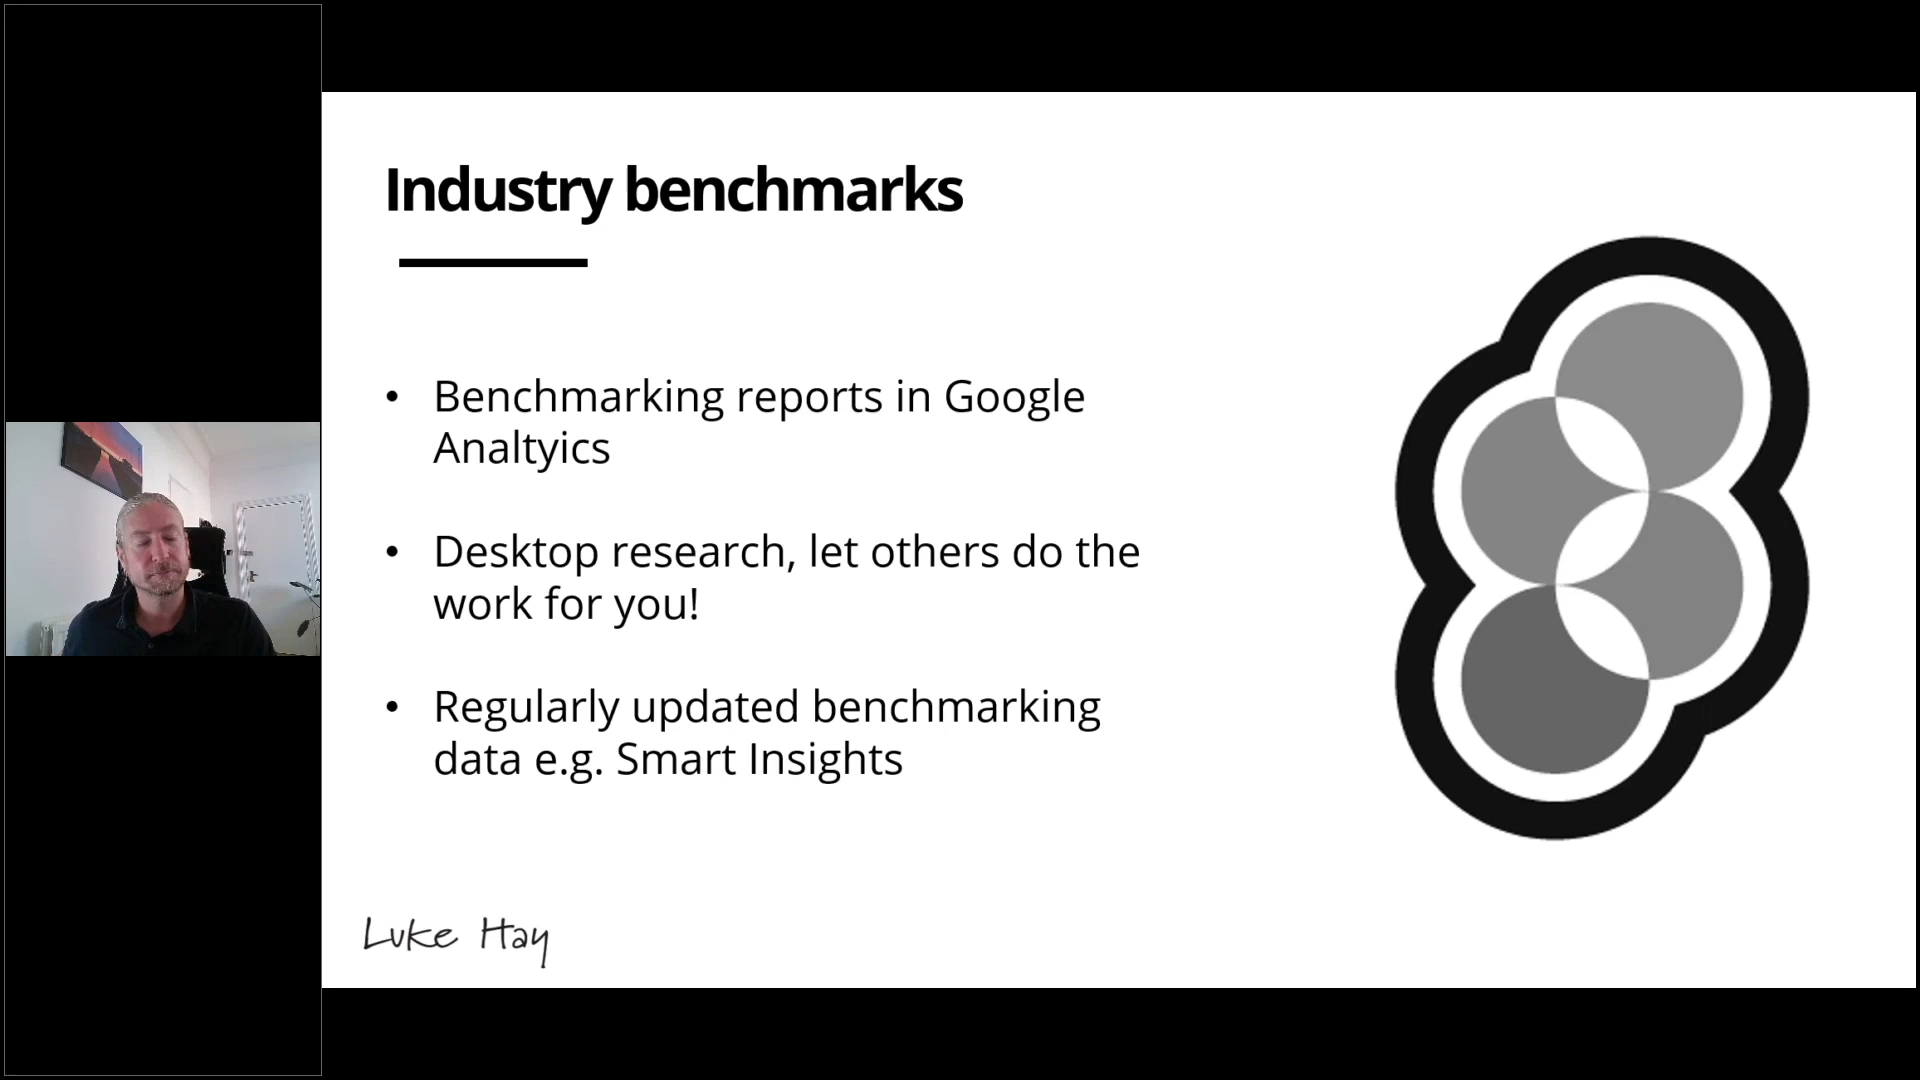 Industry benchmarks
• Benchmarking reports in Google
Analtyics
• Desktop research, let others do the
work for you!
• Regularly updated benchmarking
data e.g. Smart Insights
Luke Hay